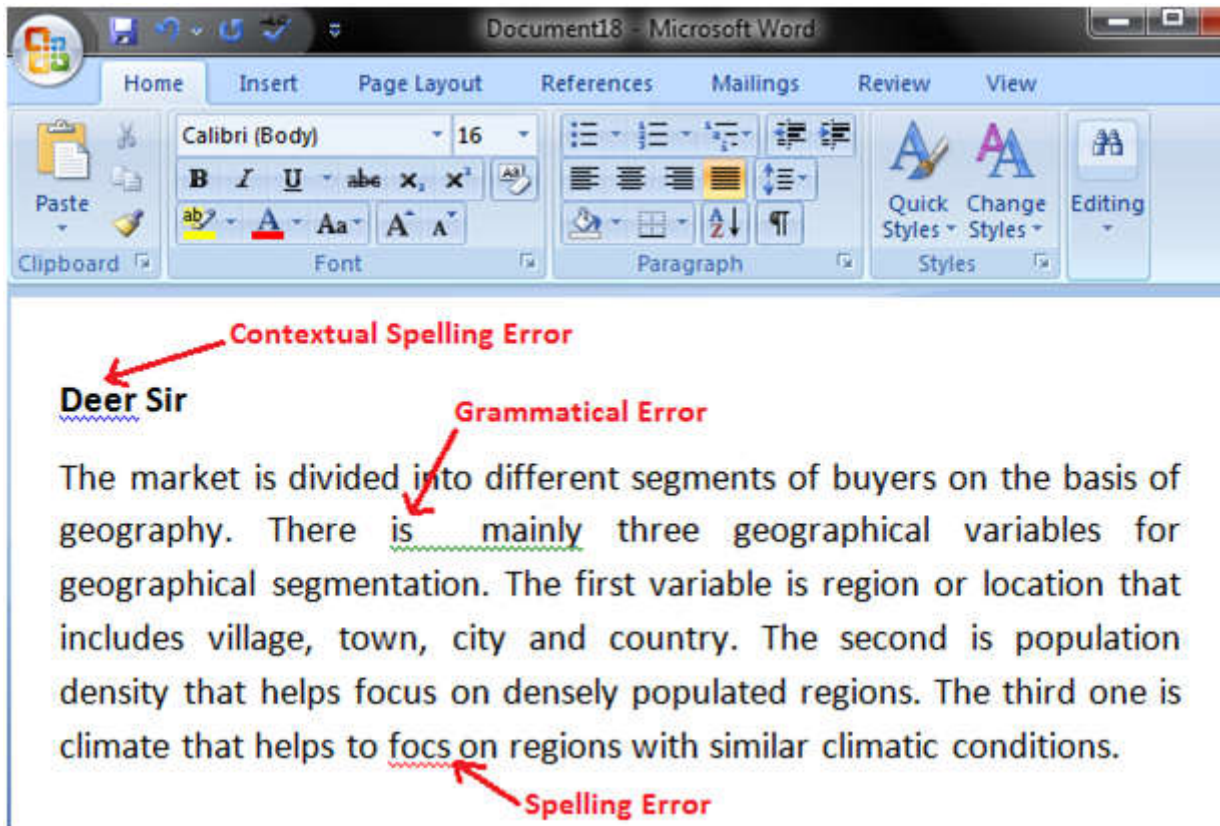 Document18 - Microsoft Word
Home Insert Page Layout References Mailings Review View
Calibri (Body) 16
B I U abc x, x²
Paste
ab A Aa A A
Quick Styles Change Styles Editing
Clipboard Font Paragraph Styles
Contextual Spelling Error
Deer Sir
Grammatical Error
The market is divided into different segments of buyers on the basis of
geography. There is mainly three geographical variables for
geographical segmentation. The first variable is region or location that
includes village, town, city and country. The second is population
density that helps focus on densely populated regions. The third one is
climate that helps to focs on regions with similar climatic conditions.
Spelling Error